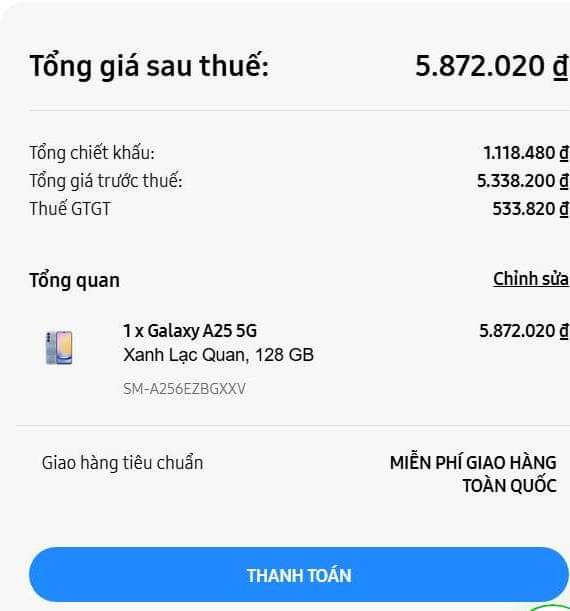 Tổng giá sau thuế: 5.872.020 ₫
Tổng chiết khấu: 1.118.480 ₫
Tổng giá trước thuế: 5.338.200 ₫
Thuế GTGT 533.820 ₫
Tổng quan Chỉnh sửa
1 x Galaxy A25 5G 5.872.020 ₫
Xanh Lạc Quan, 128 GB
SM-A256EZBGXXV
Giao hàng tiêu chuẩn MIỄN PHÍ GIAO HÀNG
TOÀN QUỐC
THANH TOÁN